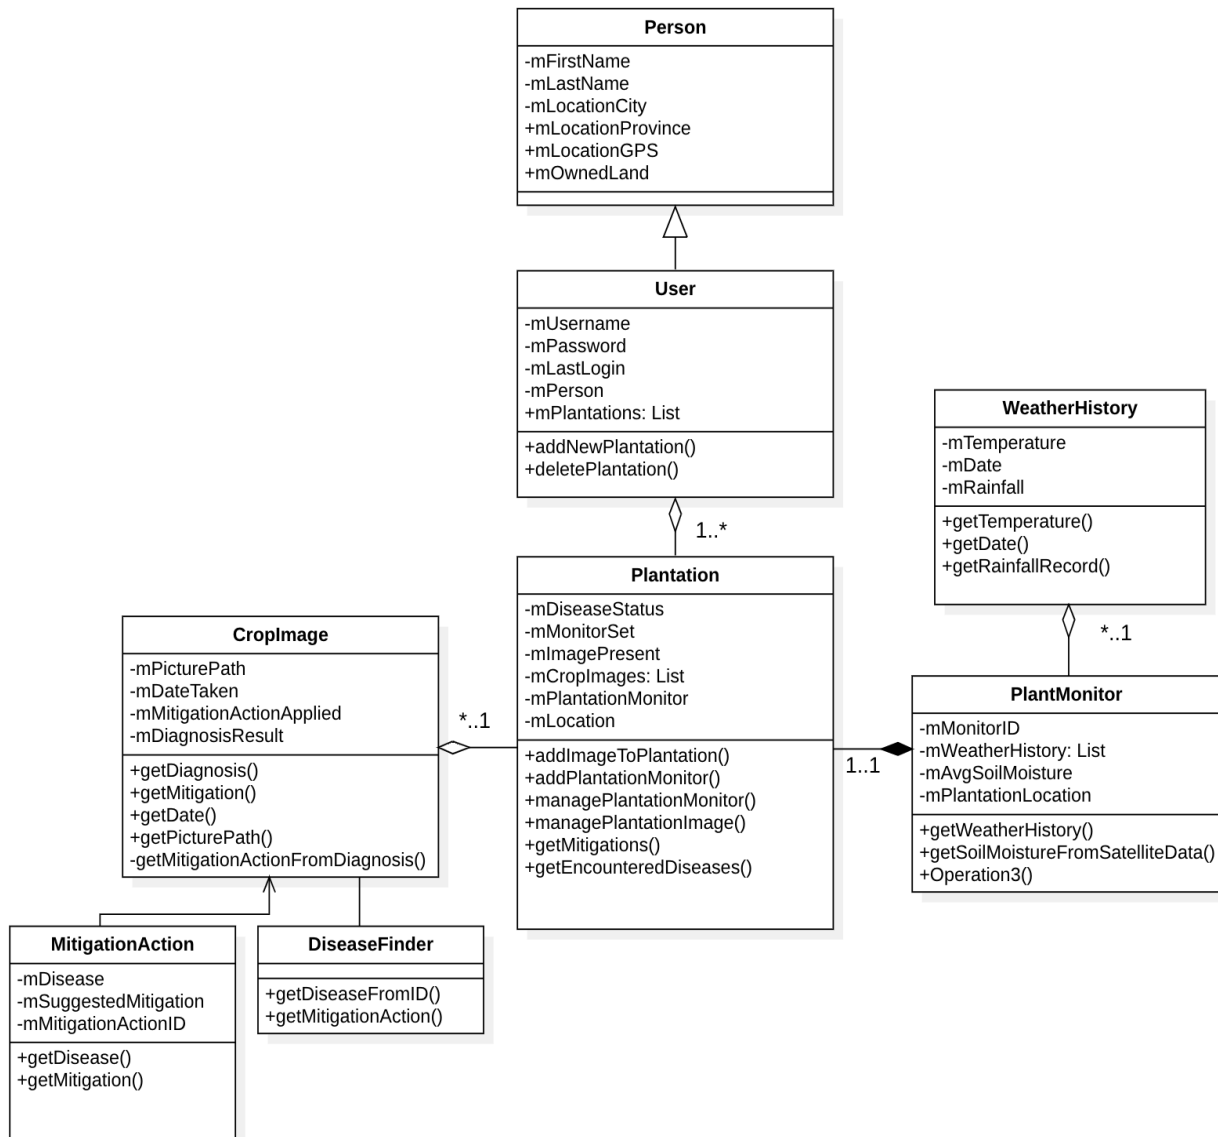 Person
-mFirstName
-mLastName
-mLocationCity
+mLocationProvince
+mLocationGPS
+mOwnedLand
User
-mUsername
-mPassword
-mLastLogin
-mPerson
+mPlantations: List
+addNewPlantation()
+deletePlantation()
1..*
WeatherHistory
-mTemperature
-mDate
-mRainfall
+getTemperature()
+getDate()
+getRainfallRecord()
*..1
Plantation
-mDiseaseStatus
-mMonitorSet
-mImagePresent
-mCropImages: List
-mPlantationMonitor
-mLocation
+addImageToPlantation()
+addPlantationMonitor()
+managePlantationMonitor()
+managePlantationImage()
+getMitigations()
+getEncounteredDiseases()
CropImage
-mPicturePath
-mDateTaken
-mMitigationActionApplied
-mDiagnosisResult
+getDiagnosis()
+getMitigation()
+getDate()
+getPicturePath()
-getMitigationActionFromDiagnosis()
*..1
1..1
PlantMonitor
-mMonitorID
-mWeatherHistory: List
-mAvgSoilMoisture
-mPlantationLocation
+getWeatherHistory()
+getSoilMoistureFromSatelliteData()
+Operation3()
MitigationAction
-mDisease
-mSuggestedMitigation
-mMitigationActionID
+getDisease()
+getMitigation()
DiseaseFinder
+getDiseaseFromID()
+getMitigationAction()